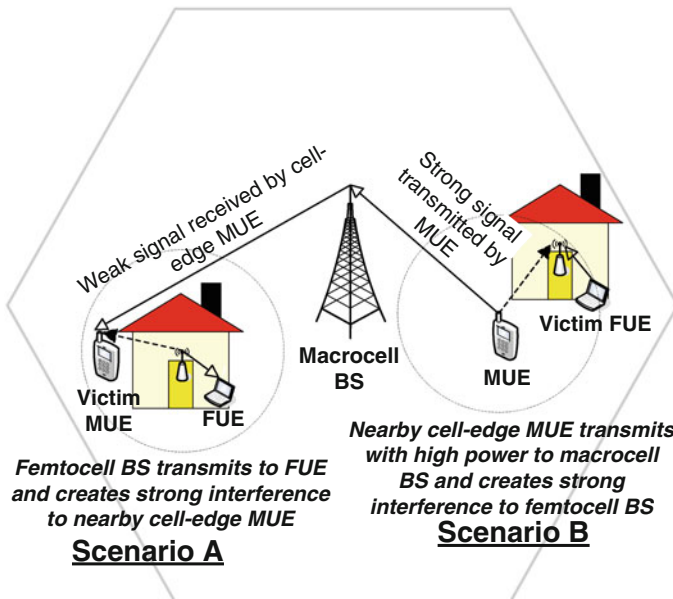 Weak signal received by cell-
edge MUE
Strong signal
transmitted by
MUE
Victim FUE
MUE
Macrocell
BS
Victim
MUE
FUE
Femtocell BS transmits to FUE
and creates strong interference
to nearby cell-edge MUE
Scenario A
Nearby cell-edge MUE transmits
with high power to macrocell
BS and creates strong
interference to femtocell BS
Scenario B